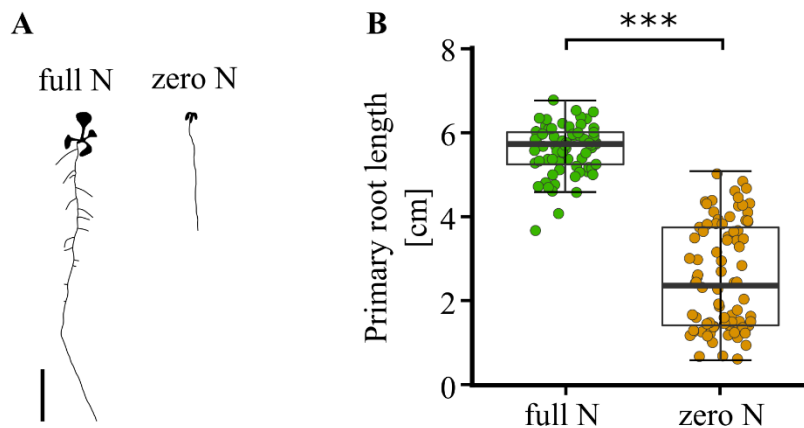 A
full N zero N
B
***
Primary root length
[cm]
8
6
4
2
0
full N zero N